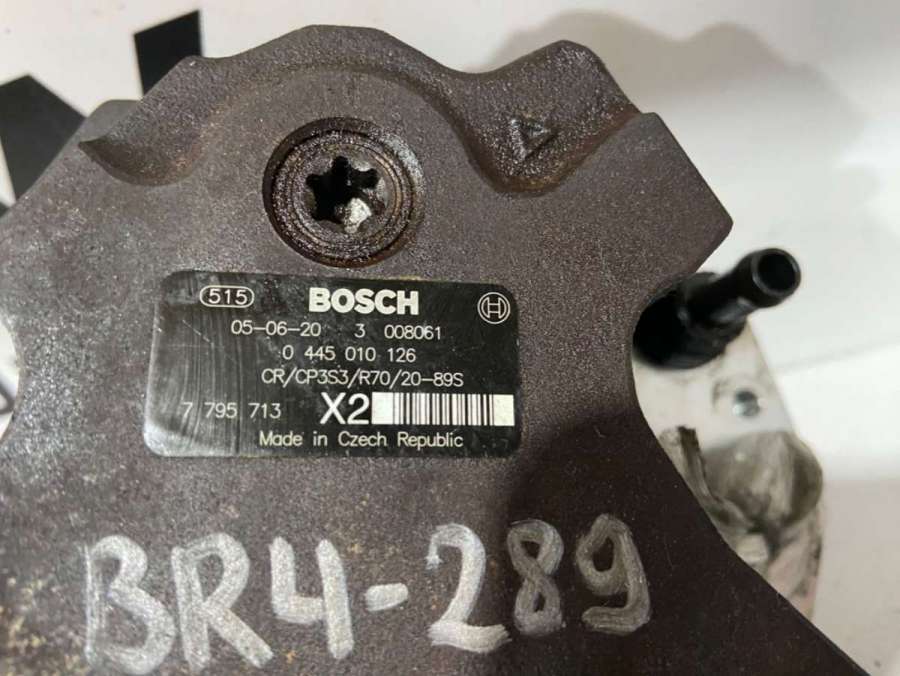 515 BOSCH H
05-06-20 3 008061
0 445 010 126
CR/CP3S3/R70/20-89S
7 795 713 X2
Made in Czech Republic
BR4-289